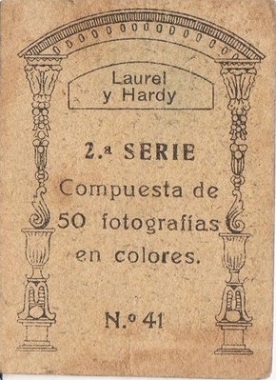 Laurel
y Hardy
2.ª SERIE
Compuesta de
50 fotografías
en colores.
N.º 41